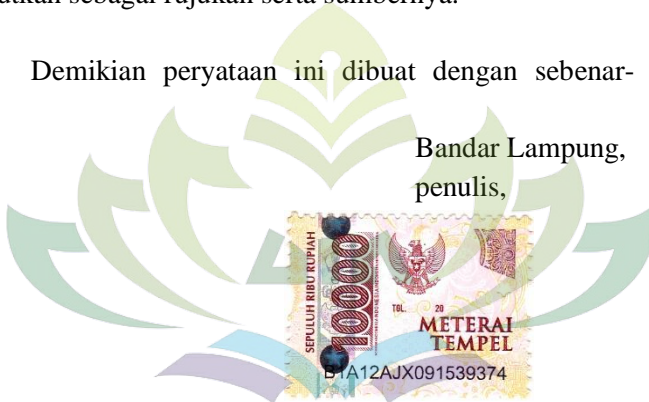 utkan sebagai rujukan serta sumbernya.
Demikian peryataan ini dibuat dengan sebenar-
Bandar Lampung,
penulis,
SEPULUH RIBU RUPIAH
10000
TGL. 20
METERAI
TEMPEL
B1A12AJX091539374